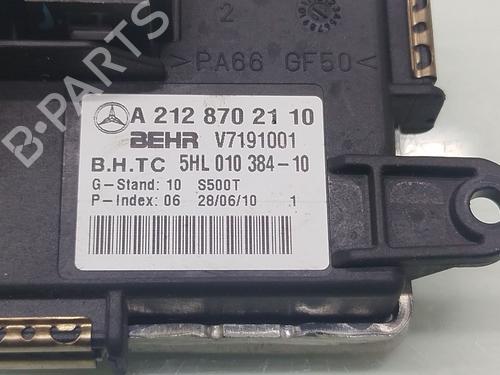 2
>PA66 GF50<
A 212 870 21 10
BEHR V7191001
B.H.TC 5HL 010 384-10
G-Stand: 10 S500T
P-Index: 06 28/06/10 1
B-PARTS